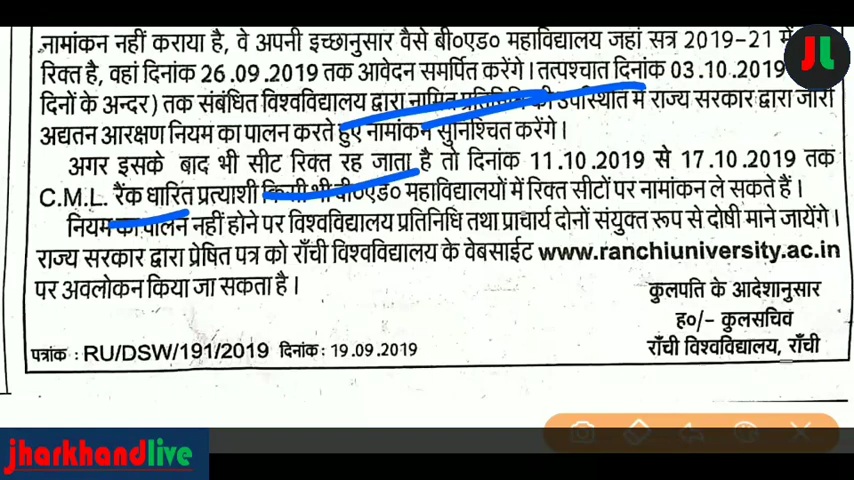 नामांकन नहीं कराया है, वे अपनी इच्छानुसार वैसे बी०एड० महाविद्यालय जहां सत्र 2019-21 में
रिक्त है, वहां दिनांक 26.09.2019 तक आवेदन समर्पित करेंगे। तत्पश्चात दिनांक 03.10.2019
दिनों के अन्दर) तक संबंधित विश्वविद्यालय द्वारा नामित प्रतिनिधि की उपस्थिति में राज्य सरकार द्वारा जारी
अद्यतन आरक्षण नियम का पालन करते हुए नामांकन सुनिश्चित करेंगे।
अगर इसके बाद भी सीट रिक्त रह जाता है तो दिनांक 11.10.2019 से 17.10.2019 तक
C.M.L. रैंक धारित प्रत्याशी किसी भी बी०एड० महाविद्यालयों में रिक्त सीटों पर नामांकन ले सकते हैं।
नियम का पालन नहीं होने पर विश्वविद्यालय प्रतिनिधि तथा प्राचार्य दोनों संयुक्त रूप से दोषी माने जायेंगे।
राज्य सरकार द्वारा प्रेषित पत्र को राँची विश्वविद्यालय के वेबसाईट www.ranchiuniversity.ac.in
पर अवलोकन किया जा सकता है।
कुलपति के आदेशानुसार
ह०/- कुलसचिव
राँची विश्वविद्यालय, राँची
पत्रांक : RU/DSW/191/2019 दिनांक: 19.09.2019
JL
jharkhandlive